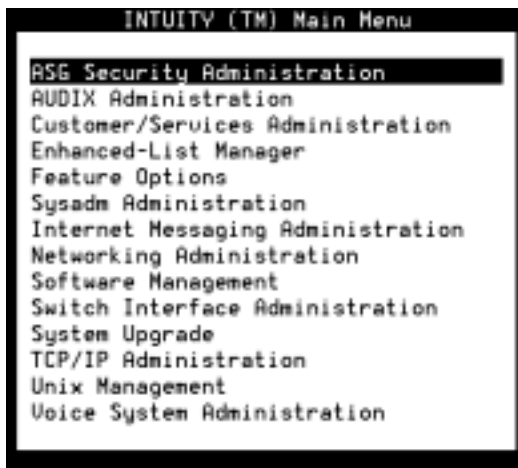 INTUITY (TM) Main Menu
ASG Security Administration
AUDIX Administration
Customer/Services Administration
Enhanced-List Manager
Feature Options
Sysadm Administration
Internet Messaging Administration
Networking Administration
Software Management
Switch Interface Administration
System Upgrade
TCP/IP Administration
Unix Management
Voice System Administration